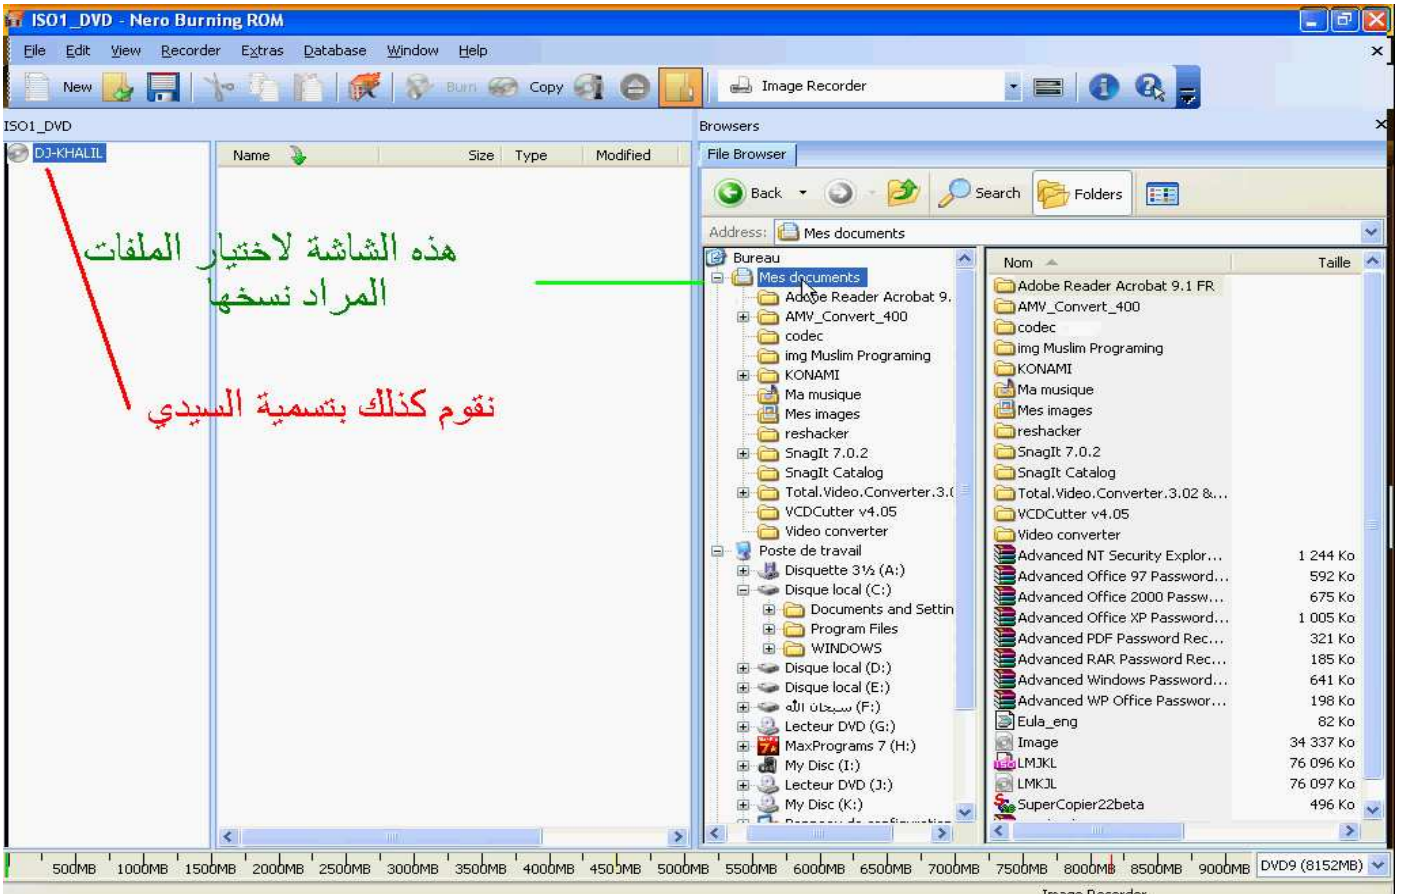 ISO1_DVD - Nero Burning ROM
File Edit View Recorder Extras Database Window Help
New Burn Copy Image Recorder
ISO1_DVD
DJ-KHALIL
Name Size Type Modified
هذه الشاشة لاختيار الملفات
المراد نسخها
نقوم كذلك بتسمية السيدي
Browsers
File Browser
Back Search Folders
Address: Mes documents
Bureau
Mes documents
Adobe Reader Acrobat 9.
AMV_Convert_400
codec
img Muslim Programing
KONAMI
Ma musique
Mes images
reshacker
SnagIt 7.0.2
SnagIt Catalog
Total.Video.Converter.3.0
VCDCutter v4.05
Video converter
Poste de travail
Disquette 3½ (A:)
Disque local (C:)
Documents and Settin
Program Files
WINDOWS
Disque local (D:)
Disque local (E:)
سبحان الله (F:)
Lecteur DVD (G:)
MaxPrograms 7 (H:)
My Disc (I:)
Lecteur DVD (J:)
My Disc (K:)
Nom Taille
Adobe Reader Acrobat 9.1 FR
AMV_Convert_400
codec
img Muslim Programing
KONAMI
Ma musique
Mes images
reshacker
SnagIt 7.0.2
SnagIt Catalog
Total.Video.Converter.3.02 &...
VCDCutter v4.05
Video converter
Advanced NT Security Explor... 1 244 Ko
Advanced Office 97 Password... 592 Ko
Advanced Office 2000 Passw... 675 Ko
Advanced Office XP Password... 1 005 Ko
Advanced PDF Password Rec... 321 Ko
Advanced RAR Password Rec... 185 Ko
Advanced Windows Password... 641 Ko
Advanced WP Office Passwor... 198 Ko
Eula_eng 82 Ko
Image 34 337 Ko
LMJKL 76 096 Ko
LMKJL 76 097 Ko
SuperCopier22beta 496 Ko
500MB 1000MB 1500MB 2000MB 2500MB 3000MB 3500MB 4000MB 4500MB 5000MB 5500MB 6000MB 6500MB 7000MB 7500MB 8000MB 8500MB 9000MB DVD9 (8152MB)
Image Recorder